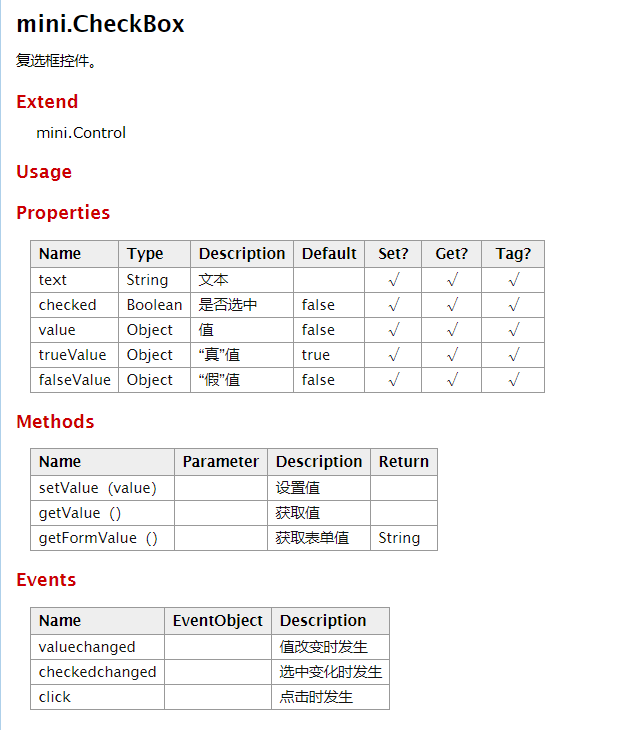 mini.CheckBox
复选框控件。
Extend
mini.Control
Usage
Properties
Name Type Description Default Set? Get? Tag?
text String 文本 √ √ √
checked Boolean 是否选中 false √ √ √
value Object 值 false √ √ √
trueValue Object “真”值 true √ √ √
falseValue Object “假”值 false √ √ √
Methods
Name Parameter Description Return
setValue (value) 设置值
getValue () 获取值
getFormValue () 获取表单值 String
Events
Name EventObject Description
valuechanged 值改变时发生
checkedchanged 选中变化时发生
click 点击时发生